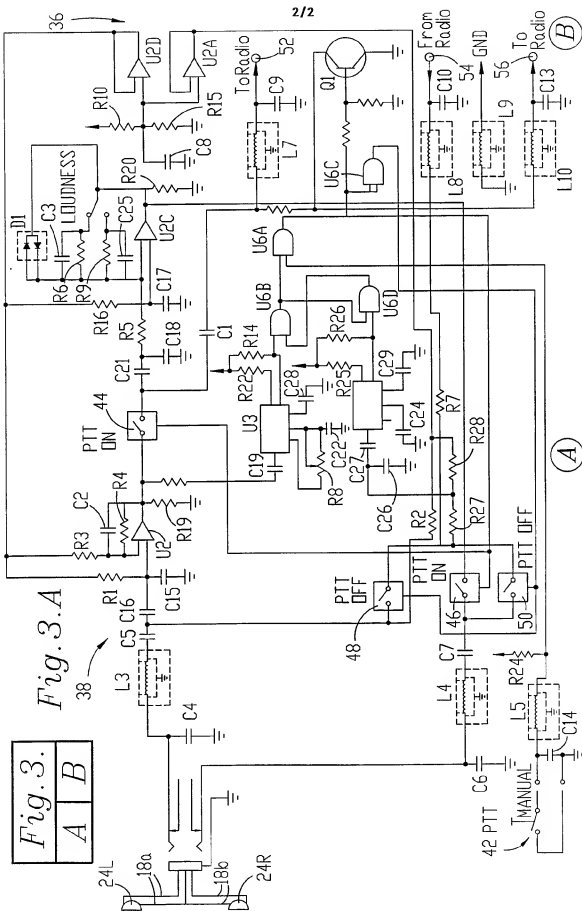 2/2
Fig. 3.
A B
Fig. 3.A
38
36
U2D
U2A
R10
R15
C8
D1
LOUDNESS
C3
R20
R6
R9
C25
U2C
R16
C17
R5
C18
C21
PTT
ON
44
C1
C2
R4
R3
U2
R19
R1
C16
C15
C5
L3
C4
To Radio
52
C9
L7
Q1
U6C
U6A
U6B
U6D
R14
R22
R26
R25
C28
C29
U3
C19
R8
C22
C24
C27
C26
From
Radio
54
C10
L8
GND
L9
To
Radio
56
C13
L10
R7
R2
R28
R27
PTT
OFF
48
PTT
ON
46
PTT OFF
50
C7
L4
C6
R24
L5
C14
TMANUAL
42 PTT
24L
18a
18b
24R
A
B